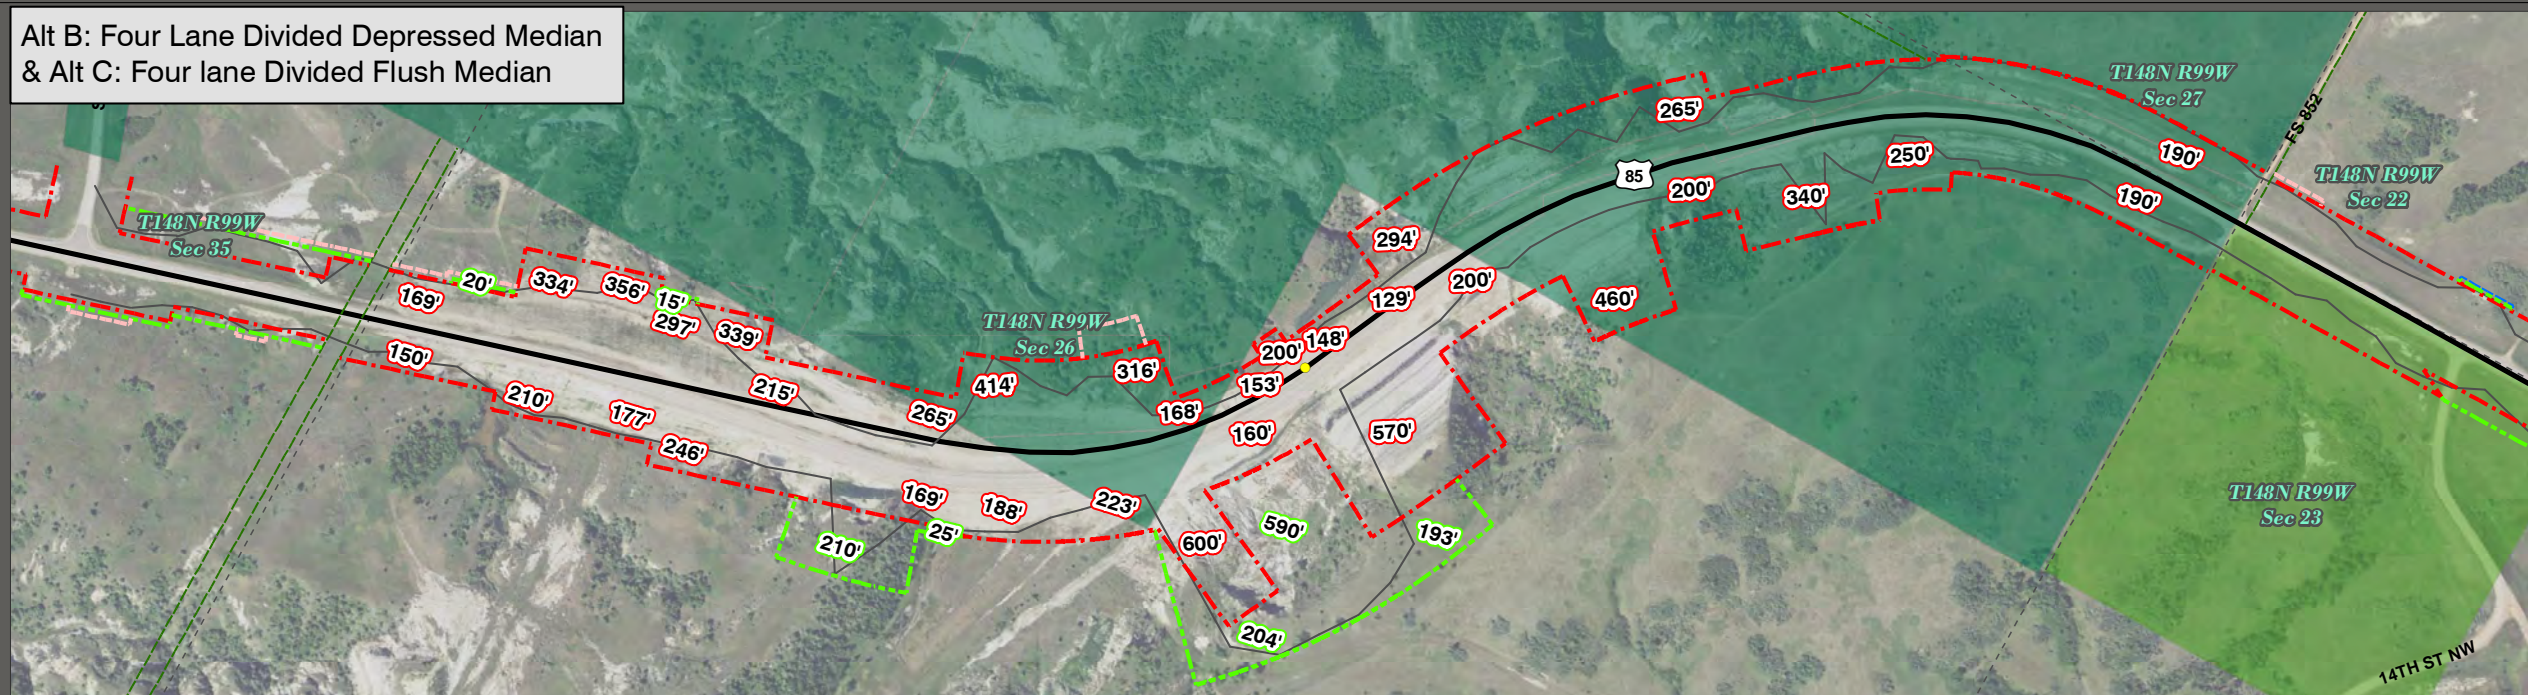 Alt B: Four Lane Divided Depressed Median
& Alt C: Four lane Divided Flush Median
T148N R99W
Sec 27
FS 852
T148N R99W
Sec 22
T148N R99W
Sec 35
T148N R99W
Sec 26
T148N R99W
Sec 23
85
14TH ST NW
20'
169'
334'
356'
15'
297'
339'
150'
210'
177'
246'
215'
265'
414'
316'
168'
153'
200'
148'
129'
294'
265'
200'
200'
340'
250'
190'
190'
460'
570'
160'
169'
188'
223'
25'
210'
600'
590'
193'
204'